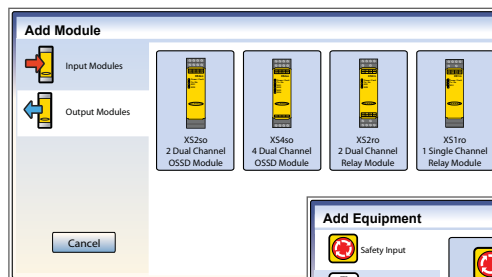 Add Module
Input Modules
Output Modules
XS2so
2 Dual Channel
OSSD Module
XS4so
4 Dual Channel
OSSD Module
XS2ro
2 Dual Channel
Relay Module
XS1ro
1 Single Channel
Relay Module
Cancel
Add Equipment
Safety Input